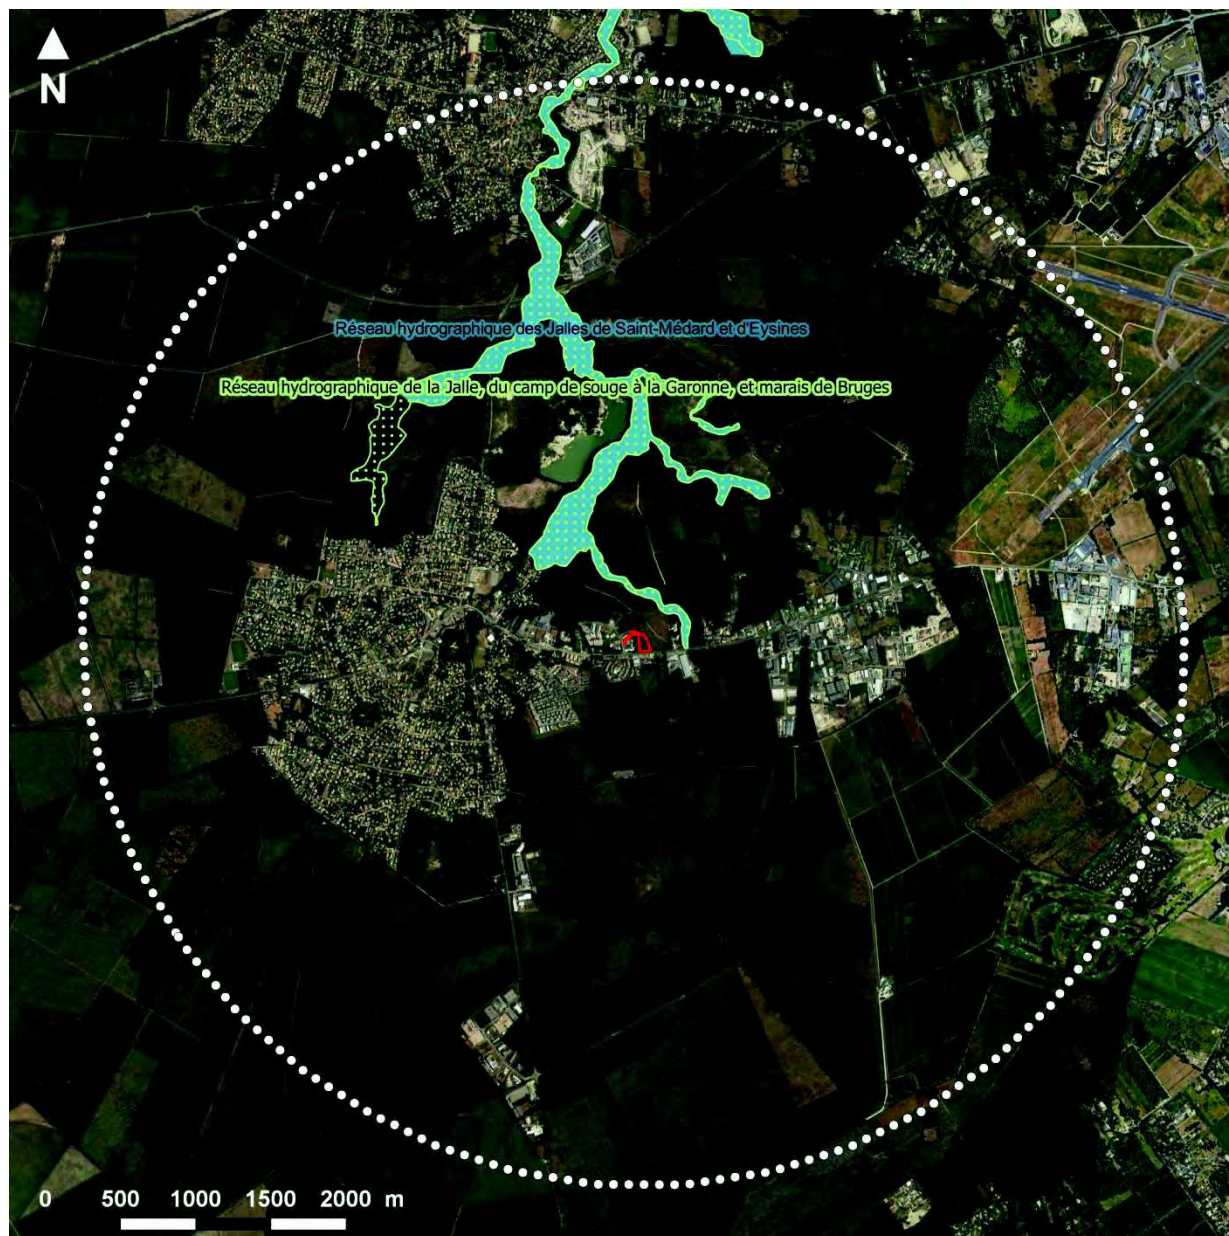 N
Réseau hydrographique des Jalles de Saint-Médard et d'Eysines
Réseau hydrographique de la Jalle, du camp de souge à la Garonne, et marais de Bruges
0 500 1000 1500 2000 m